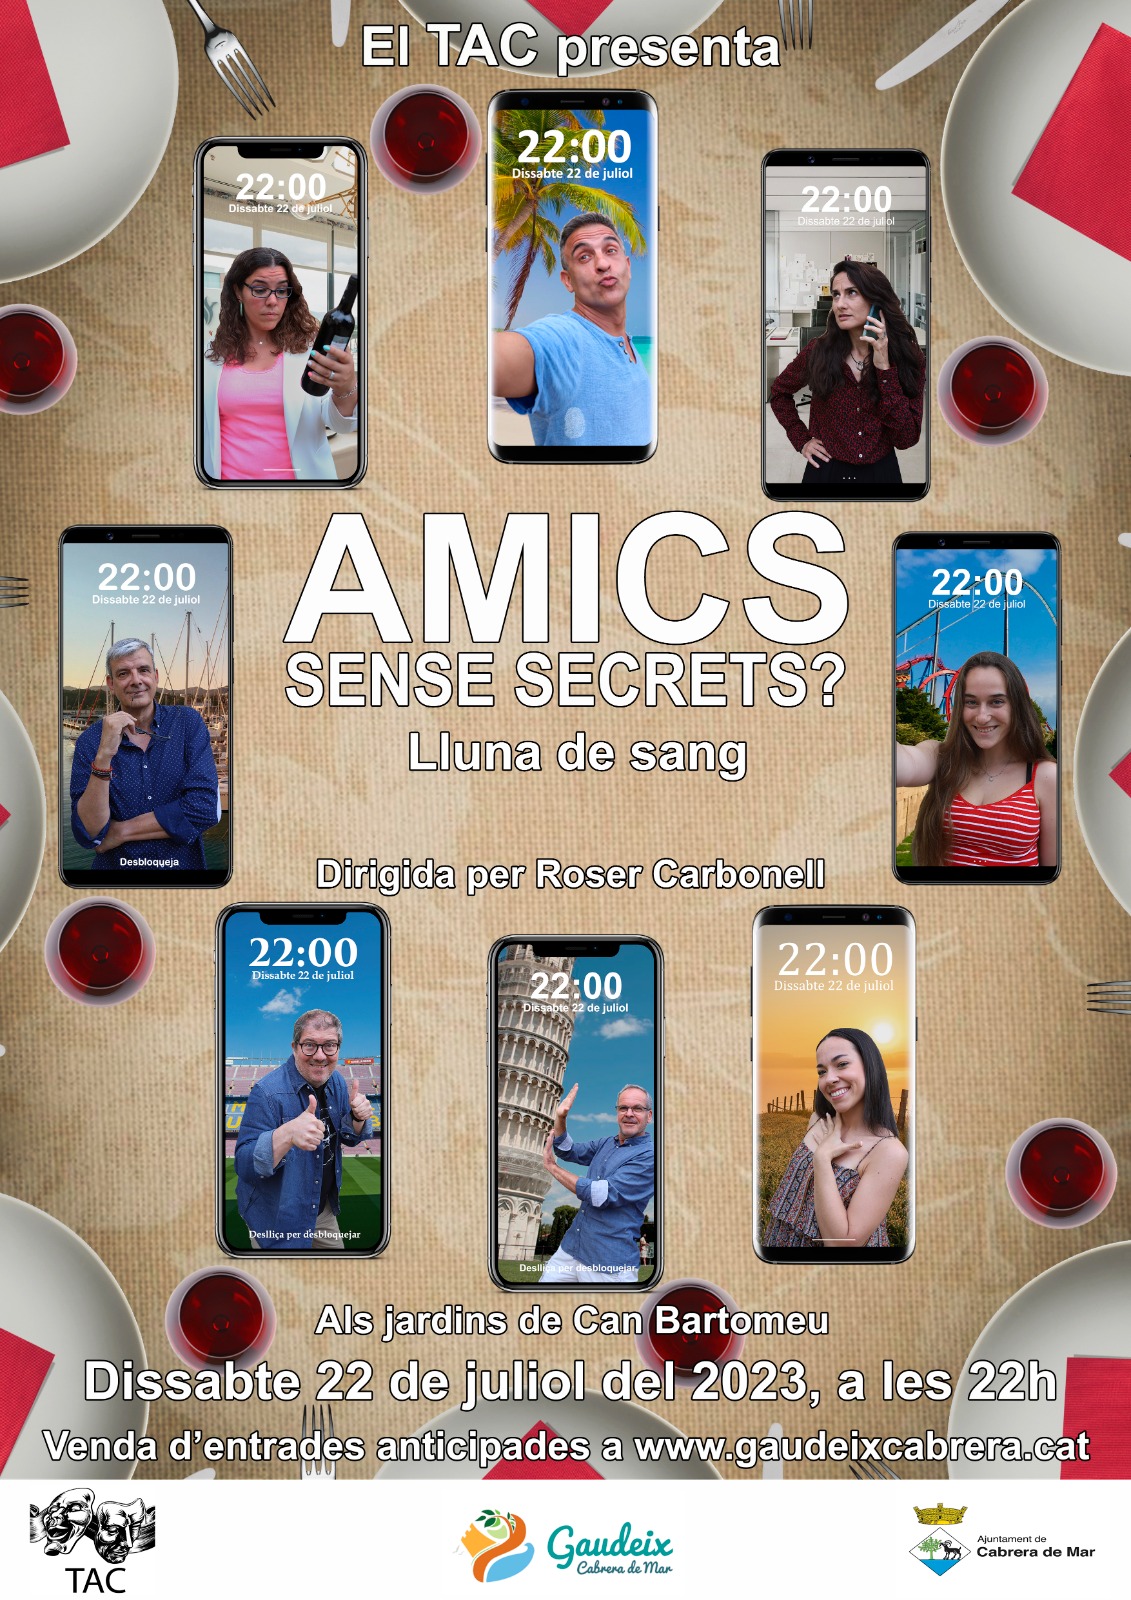 El TAC presenta
22:00
Dissabte 22 de juliol
22:00
Dissabte 22 de juliol
22:00
Dissabte 22 de juliol
AMICS
SENSE SECRETS?
Lluna de sang
22:00
Dissabte 22 de juliol
Desbloqueja
22:00
Dissabte 22 de juliol
Dirigida per Roser Carbonell
22:00
Dissabte 22 de juliol
Deslliça per desbloquejar
22:00
Dissabte 22 de juliol
Deslliça per desbloquejar
22:00
Dissabte 22 de juliol
Als jardins de Can Bartomeu
Dissabte 22 de juliol del 2023, a les 22h
Venda d’entrades anticipades a www.gaudeixcabrera.cat
TAC
Gaudeix
Cabrera de Mar
Ajuntament de
Cabrera de Mar